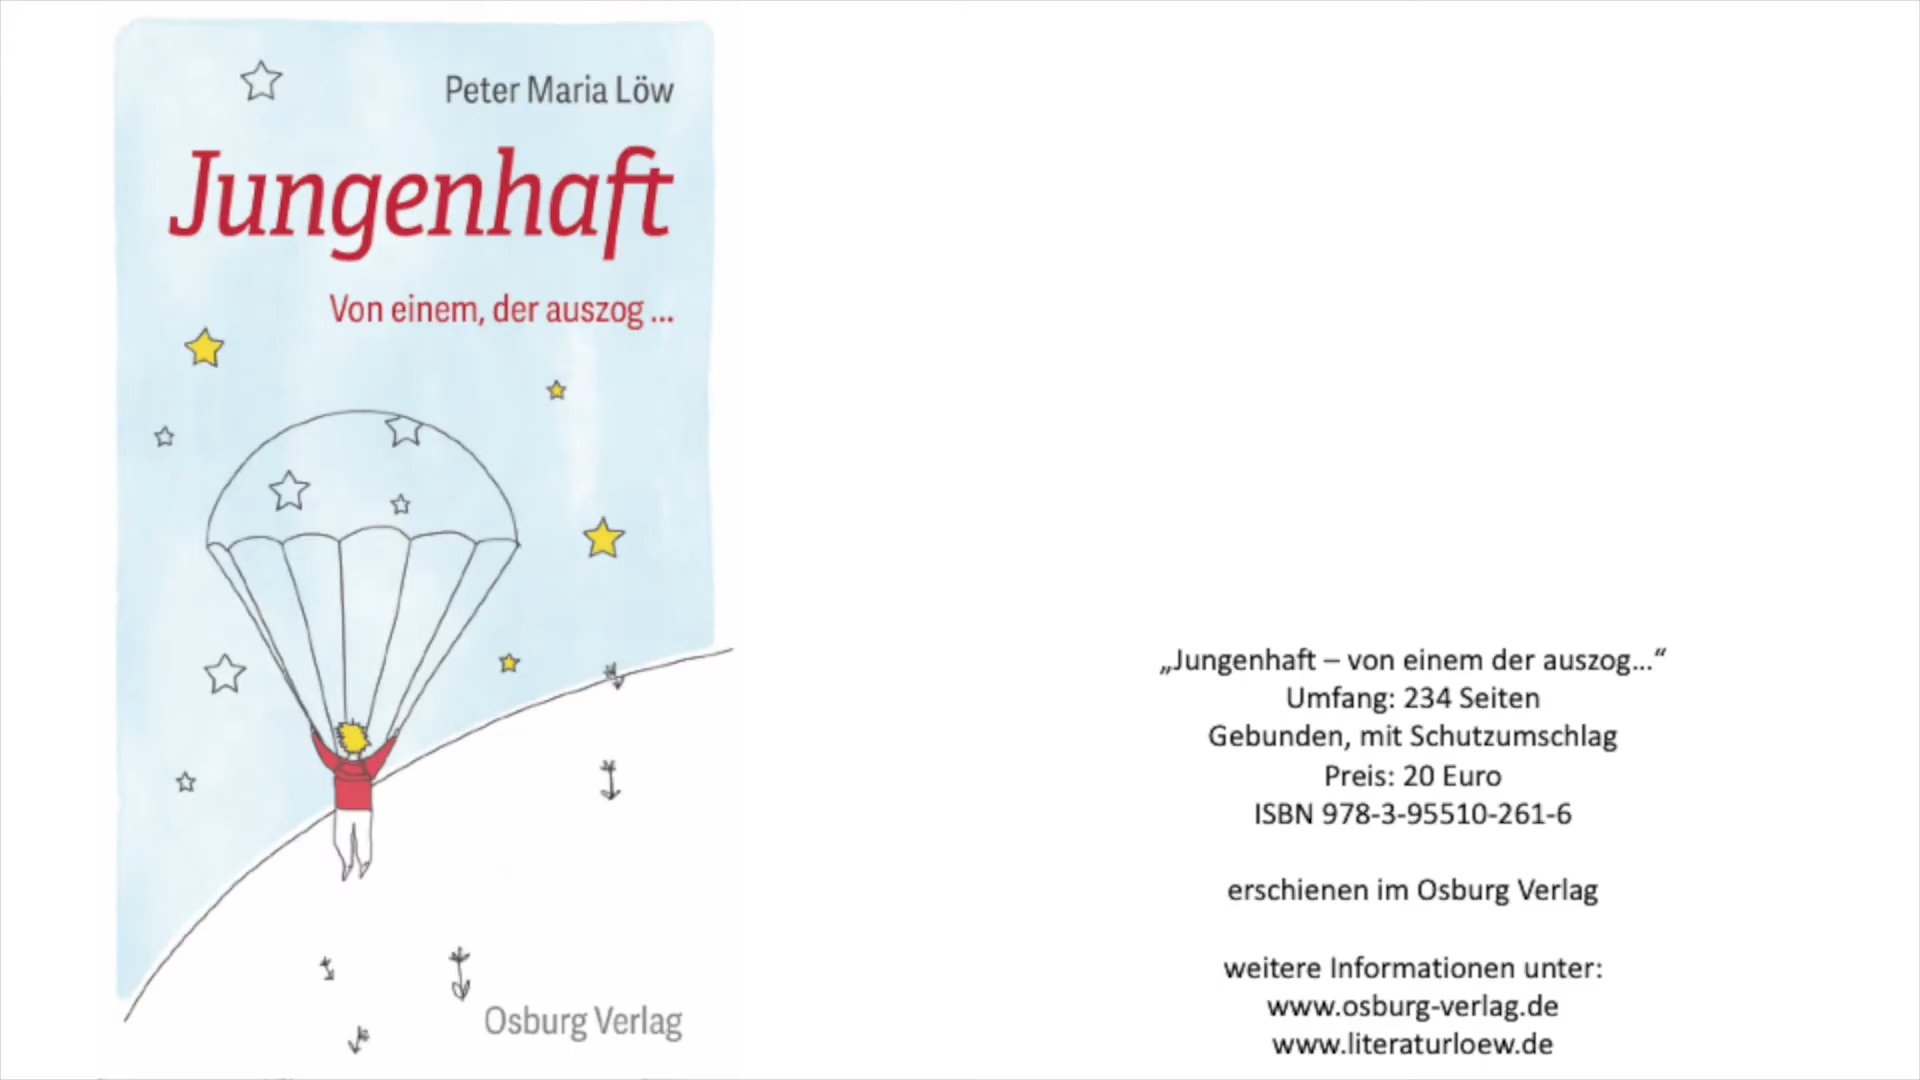 Peter Maria Löw
Jungenhaft
Von einem, der auszog ...
Osburg Verlag
„Jungenhaft – von einem der auszog...“
Umfang: 234 Seiten
Gebunden, mit Schutzumschlag
Preis: 20 Euro
ISBN 978-3-95510-261-6
erschienen im Osburg Verlag
weitere Informationen unter:
www.osburg-verlag.de
www.literaturloew.de